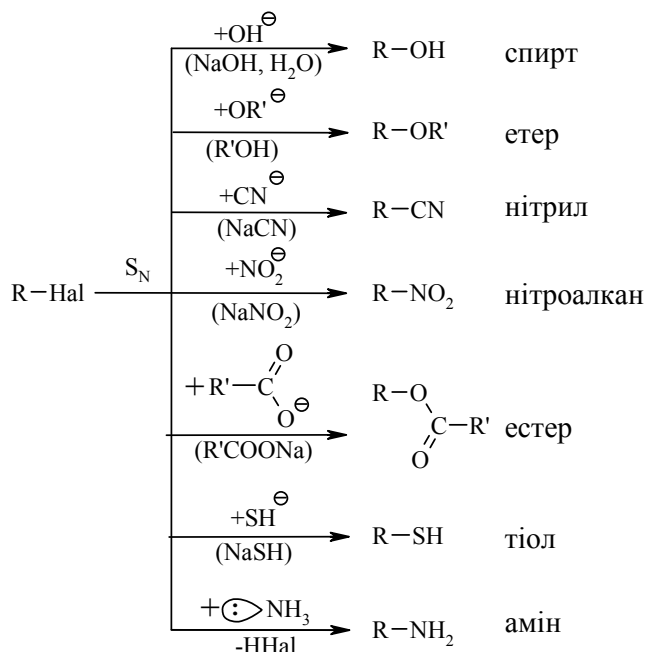 +OH⊖
(NaOH, H₂O)
R−OH спирт
+OR'⊖
(R'OH)
R−OR' етер
+CN⊖
(NaCN)
R−CN нітрил
R−Hal
S_N
+NO₂⊖
(NaNO₂)
R−NO₂ нітроалкан
O
+R'−C
O⊖
(R'COONa)
R−O
C−R'
O
естер
+SH⊖
(NaSH)
R−SH тіол
+:NH₃
-HHal
R−NH₂ амін